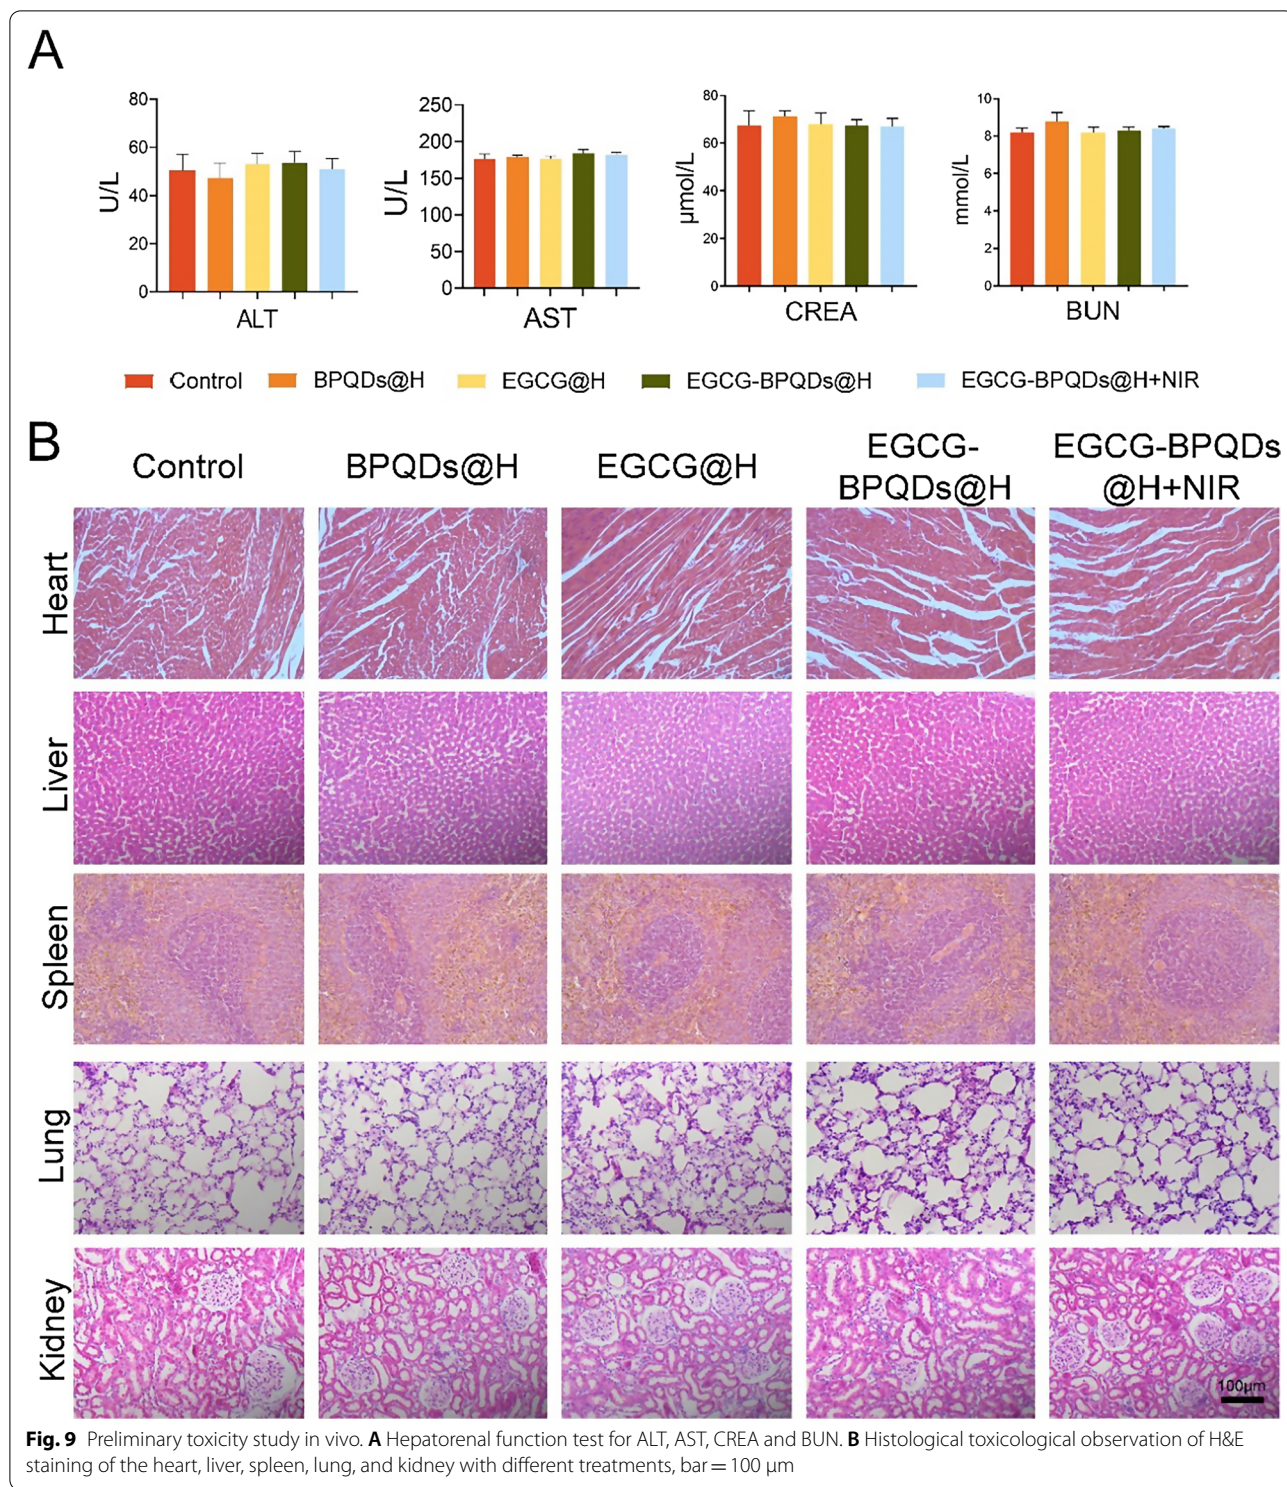 A
80
60
40
20
0
U/L
ALT
250
200
150
100
250
0
U/L
AST
80
60
40
20
0
μmol/L
CREA
10
8
6
4
2
0
mmol/L
BUN
Control BPQDs@H EGCG@H EGCG-BPQDs@H EGCG-BPQDs@H+NIR
B
Control BPQDs@H EGCG@H EGCG-
BPQDs@H EGCG-BPQDs
@H+NIR
Heart
Liver
Spleen
Lung
Kidney
100μm
Fig. 9 Preliminary toxicity study in vivo. A Hepatorenal function test for ALT, AST, CREA and BUN. B Histological toxicological observation of H&E
staining of the heart, liver, spleen, lung, and kidney with different treatments, bar = 100 μm